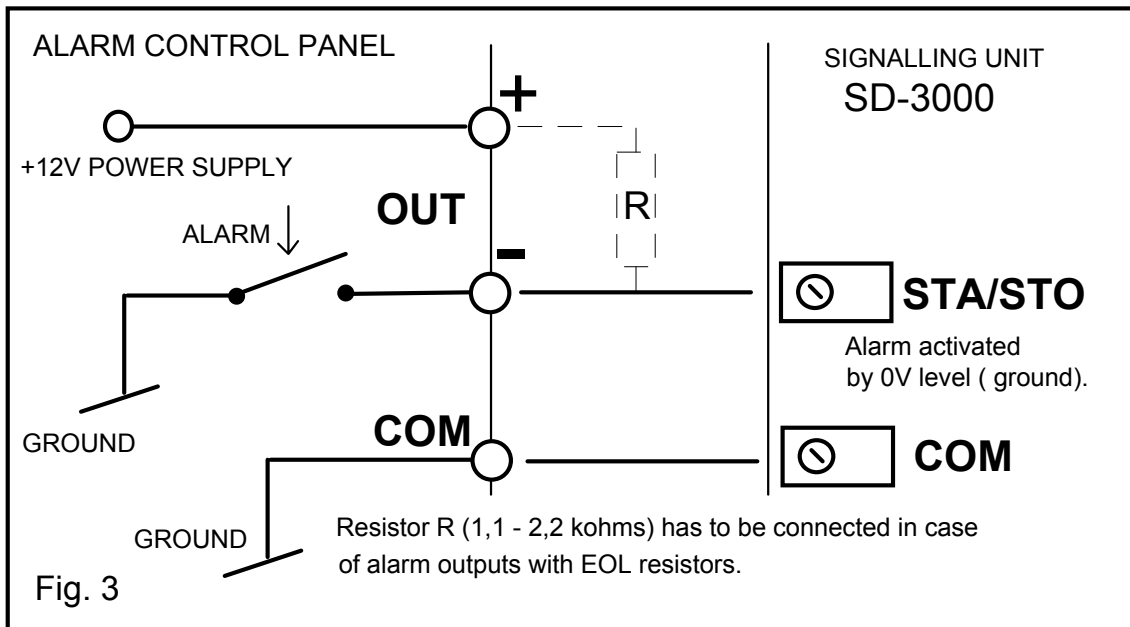 ALARM CONTROL PANEL
SIGNALLING UNIT
SD-3000
+
+12V POWER SUPPLY
OUT
R
ALARM
-
STA/STO
Alarm activated
by 0V level ( ground).
GROUND
COM
COM
GROUND
Resistor R (1,1 - 2,2 kohms) has to be connected in case
of alarm outputs with EOL resistors.
Fig. 3